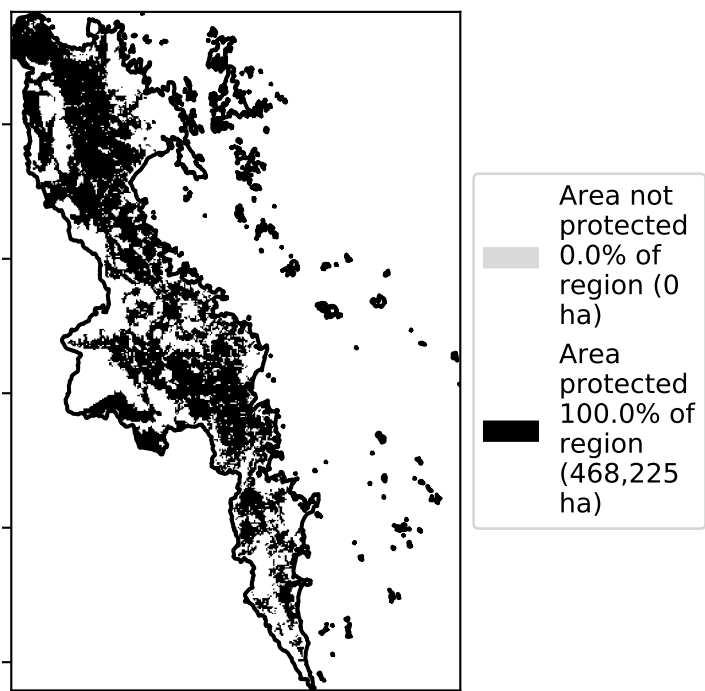 Area not
protected
0.0% of
region (0
ha)
Area
protected
100.0% of
region
(468,225
ha)